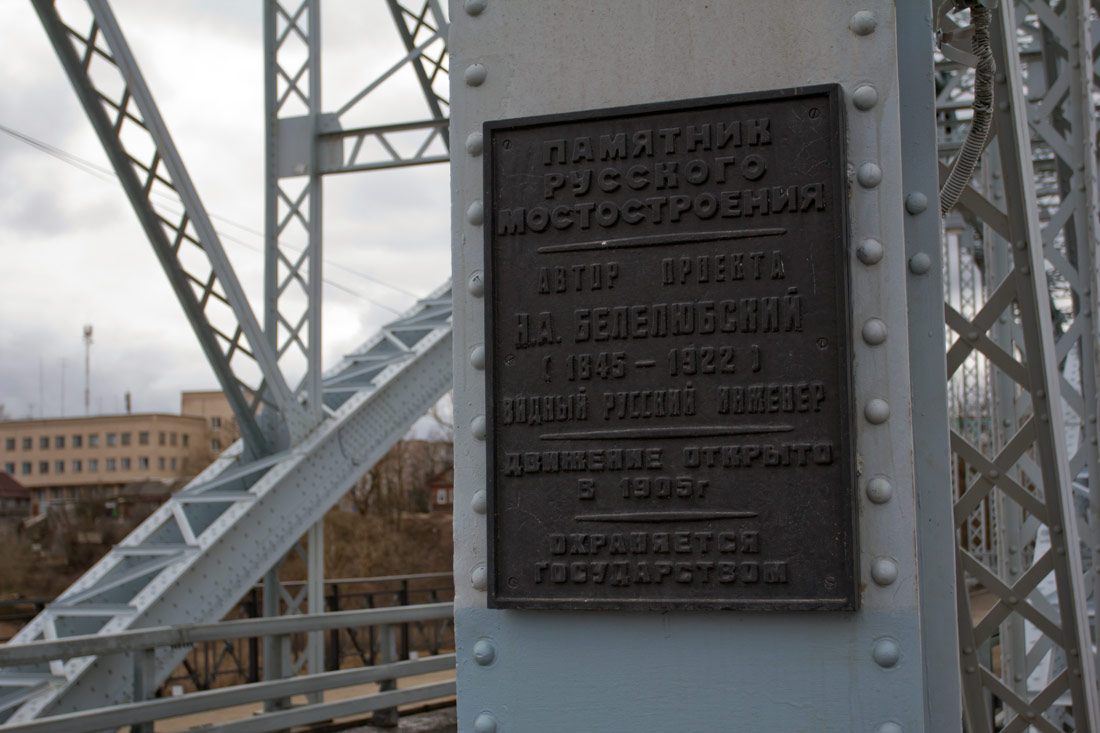 ПАМЯТНИК
РУССКОГО
МОСТОСТРОЕНИЯ
АВТОР ПРОЕКТА
Н.А. БЕЛЕЛЮБСКИЙ
(1845 — 1922)
ВИДНЫЙ РУССКИЙ ИНЖЕНЕР
ДВИЖЕНИЕ ОТКРЫТО
В 1905г
ОХРАНЯЕТСЯ
ГОСУДАРСТВОМ